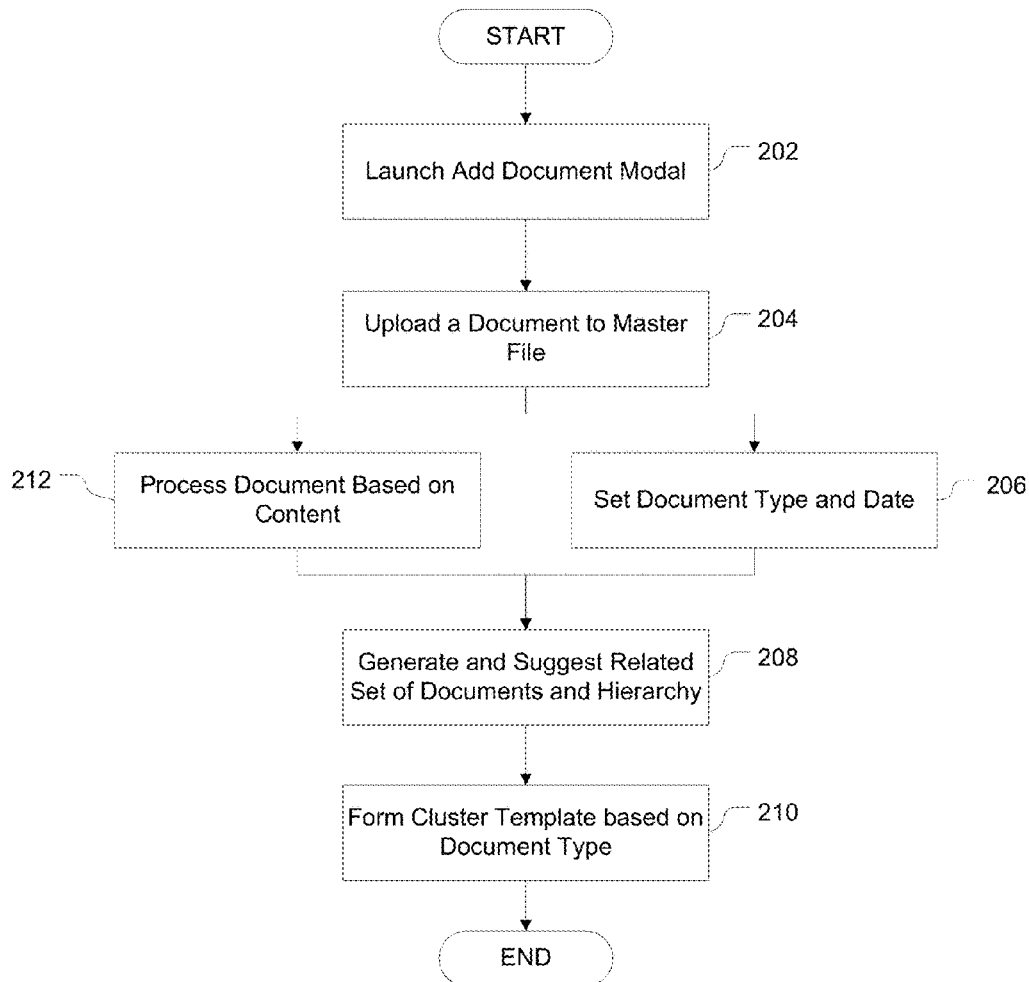 START
Launch Add Document Modal
202
Upload a Document to Master
File
204
212
Process Document Based on
Content
Set Document Type and Date
206
Generate and Suggest Related
Set of Documents and Hierarchy
208
Form Cluster Template based on
Document Type
210
END